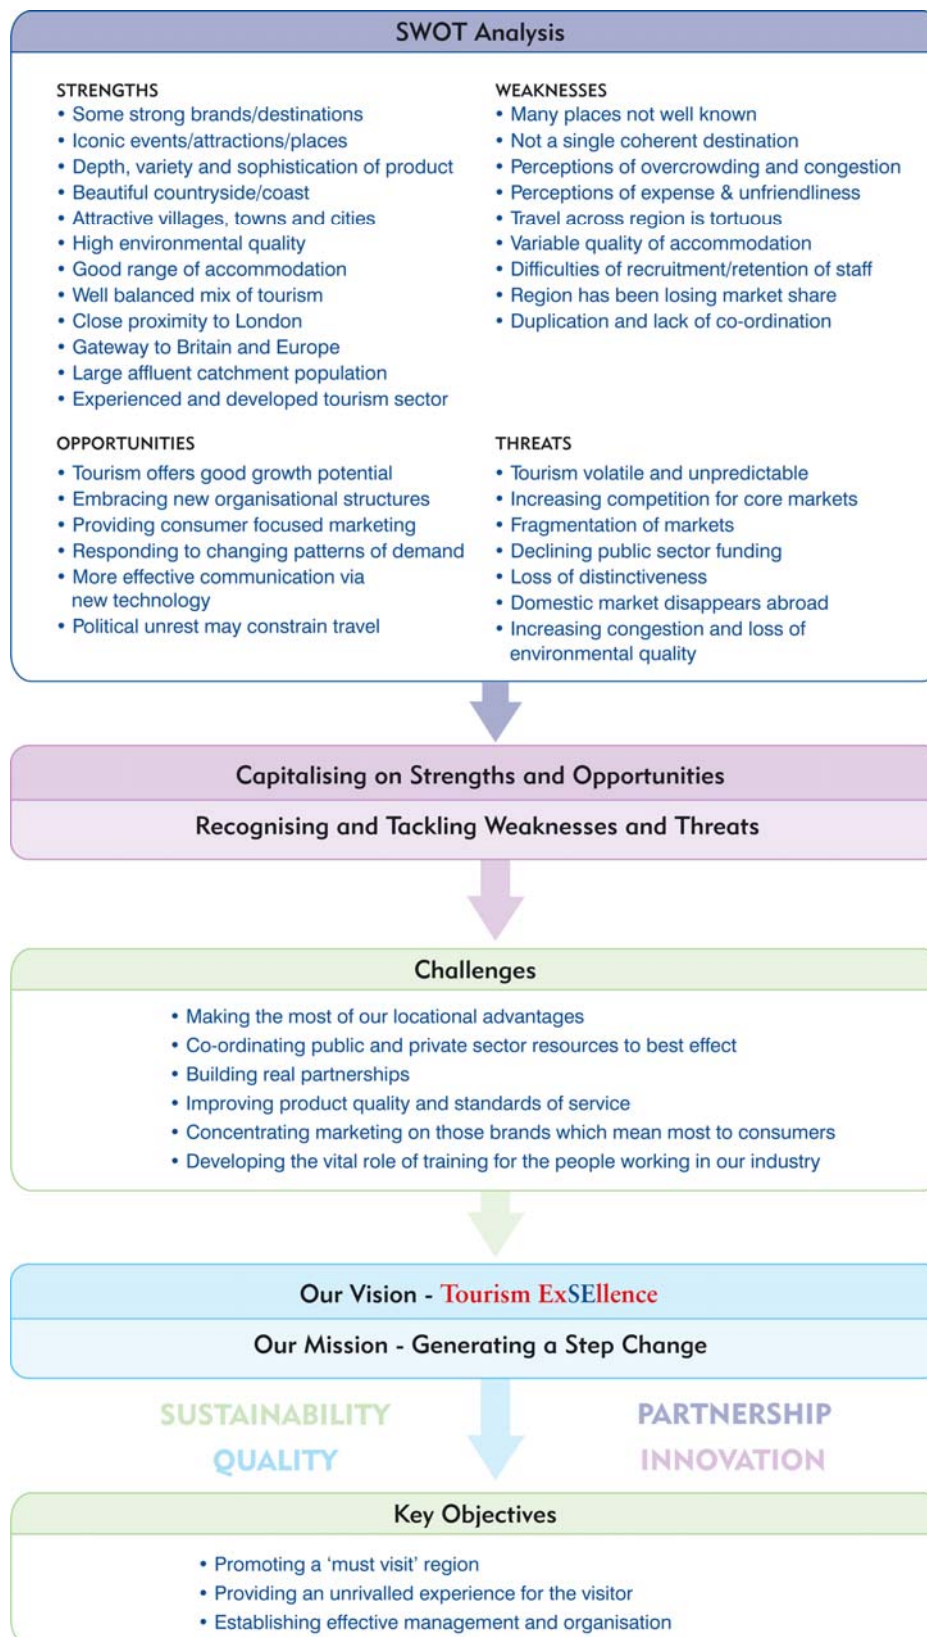 SWOT Analysis
STRENGTHS
• Some strong brands/destinations
• Iconic events/attractions/places
• Depth, variety and sophistication of product
• Beautiful countryside/coast
• Attractive villages, towns and cities
• High environmental quality
• Good range of accommodation
• Well balanced mix of tourism
• Close proximity to London
• Gateway to Britain and Europe
• Large affluent catchment population
• Experienced and developed tourism sector
WEAKNESSES
• Many places not well known
• Not a single coherent destination
• Perceptions of overcrowding and congestion
• Perceptions of expense & unfriendliness
• Travel across region is tortuous
• Variable quality of accommodation
• Difficulties of recruitment/retention of staff
• Region has been losing market share
• Duplication and lack of co-ordination
OPPORTUNITIES
• Tourism offers good growth potential
• Embracing new organisational structures
• Providing consumer focused marketing
• Responding to changing patterns of demand
• More effective communication via
new technology
• Political unrest may constrain travel
THREATS
• Tourism volatile and unpredictable
• Increasing competition for core markets
• Fragmentation of markets
• Declining public sector funding
• Loss of distinctiveness
• Domestic market disappears abroad
• Increasing congestion and loss of
environmental quality
Capitalising on Strengths and Opportunities
Recognising and Tackling Weaknesses and Threats
Challenges
• Making the most of our locational advantages
• Co-ordinating public and private sector resources to best effect
• Building real partnerships
• Improving product quality and standards of service
• Concentrating marketing on those brands which mean most to consumers
• Developing the vital role of training for the people working in our industry
Our Vision - Tourism ExSEllence
Our Mission - Generating a Step Change
SUSTAINABILITY
PARTNERSHIP
QUALITY
INNOVATION
Key Objectives
• Promoting a ‘must visit’ region
• Providing an unrivalled experience for the visitor
• Establishing effective management and organisation